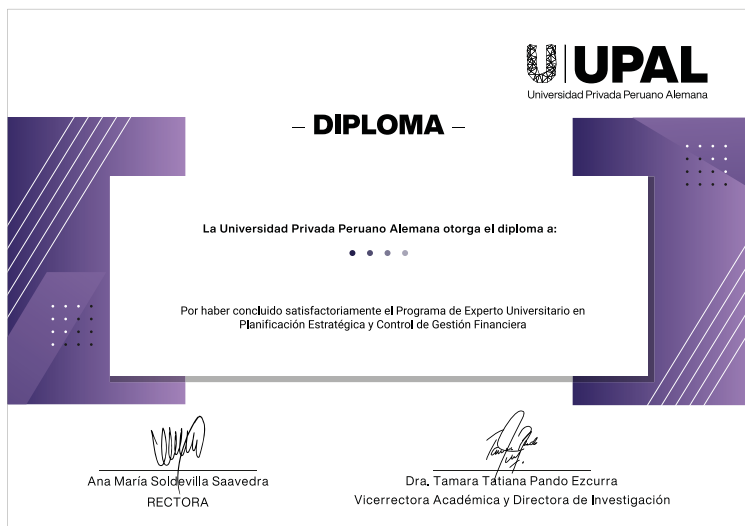 UPAL
Universidad Privada Peruano Alemana
– DIPLOMA –
La Universidad Privada Peruano Alemana otorga el diploma a:
Por haber concluido satisfactoriamente el Programa de Experto Universitario en
Planificación Estratégica y Control de Gestión Financiera
Ana María Soldevilla Saavedra
RECTORA
Dra. Tamara Tatiana Pando Ezcurra
Vicerrectora Académica y Directora de Investigación